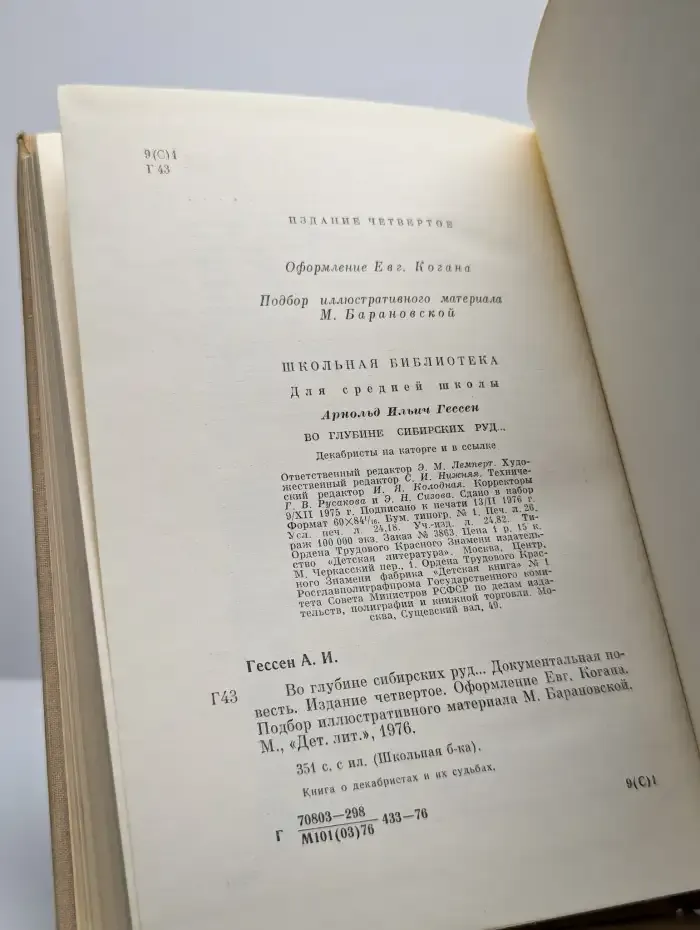 9(С)1
Г 43
ИЗДАНИЕ ЧЕТВЕРТОЕ
Оформление Евг. Когана
Подбор иллюстративного материала
М. Барановской
ШКОЛЬНАЯ БИБЛИОТЕКА
Для средней школы
Арнольд Ильич Гессен
ВО ГЛУБИНЕ СИБИРСКИХ РУД...
Декабристы на каторге и в ссылке
Ответственный редактор Э. М. Лемперт. Худо-
жественный редактор С. И. Нижняя. Техниче-
ский редактор И. Я. Колодная. Корректоры
Г. В. Русакова и Э. Н. Сизова. Сдано в набор
9/XII 1975 г. Подписано к печати 13/II 1976 г.
Формат 60×84¹/₁₆. Бум. типогр. № 1. Печ. л. 26.
Усл. печ. л 24,18. Уч.-изд. л. 24,82. Ти-
раж 100 000 экз. Заказ № 3863. Цена 1 р. 15 к.
Ордена Трудового Красного Знамени издатель-
ство «Детская литература». Москва, Центр,
М. Черкасский пер., 1. Ордена Трудового Крас-
ного Знамени фабрика «Детская книга» № 1
Росглавполиграфпрома Государственного коми-
тета Совета Министров РСФСР по делам изда-
тельств, полиграфии и книжной торговли. Мо-
сква, Сущевский вал, 49.
Гессен А. И.
Г43 Во глубине сибирских руд... Документальная по-
весть. Издание четвертое. Оформление Евг. Когана.
Подбор иллюстративного материала М. Барановской.
М., «Дет. лит.», 1976.
351 с. с ил. (Школьная б-ка).
Книга о декабристах и их судьбах.
9(С)1
70803—298
Г 433—76
М101(03)76